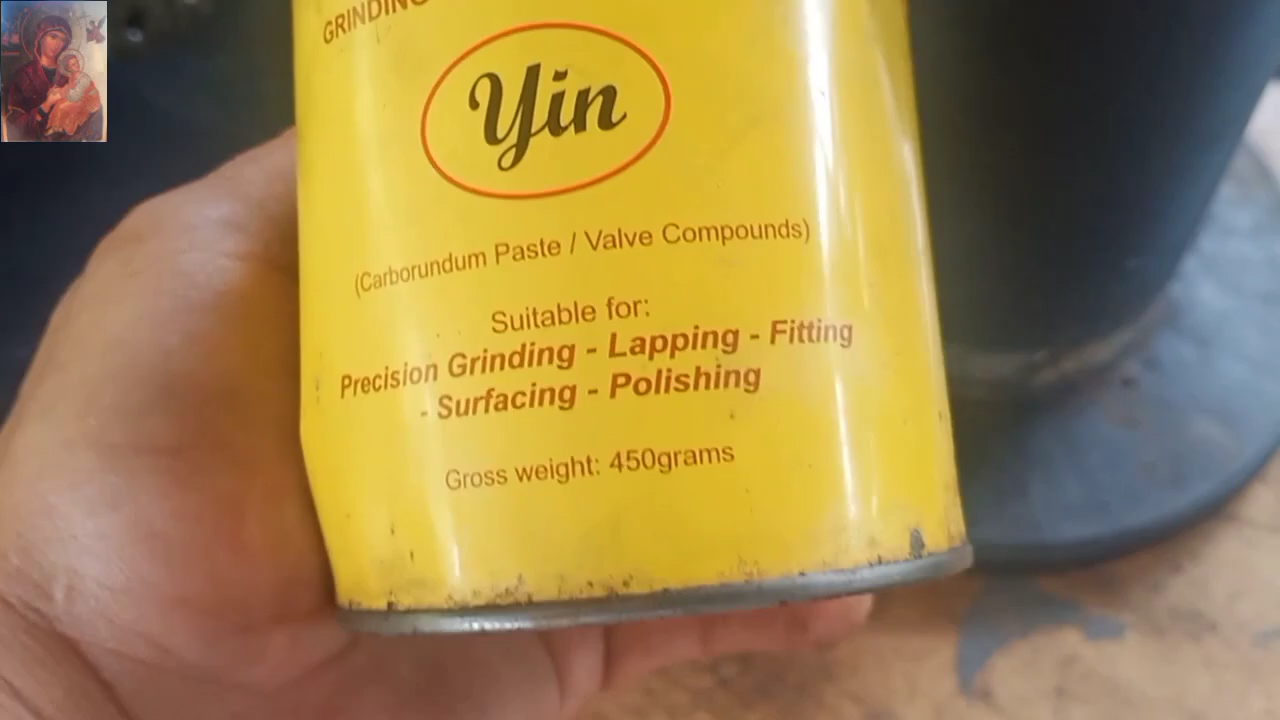 GRINDING
Yin
(Carborundum Paste / Valve Compounds)
Suitable for:
Precision Grinding - Lapping - Fitting
- Surfacing - Polishing
Gross weight: 450grams